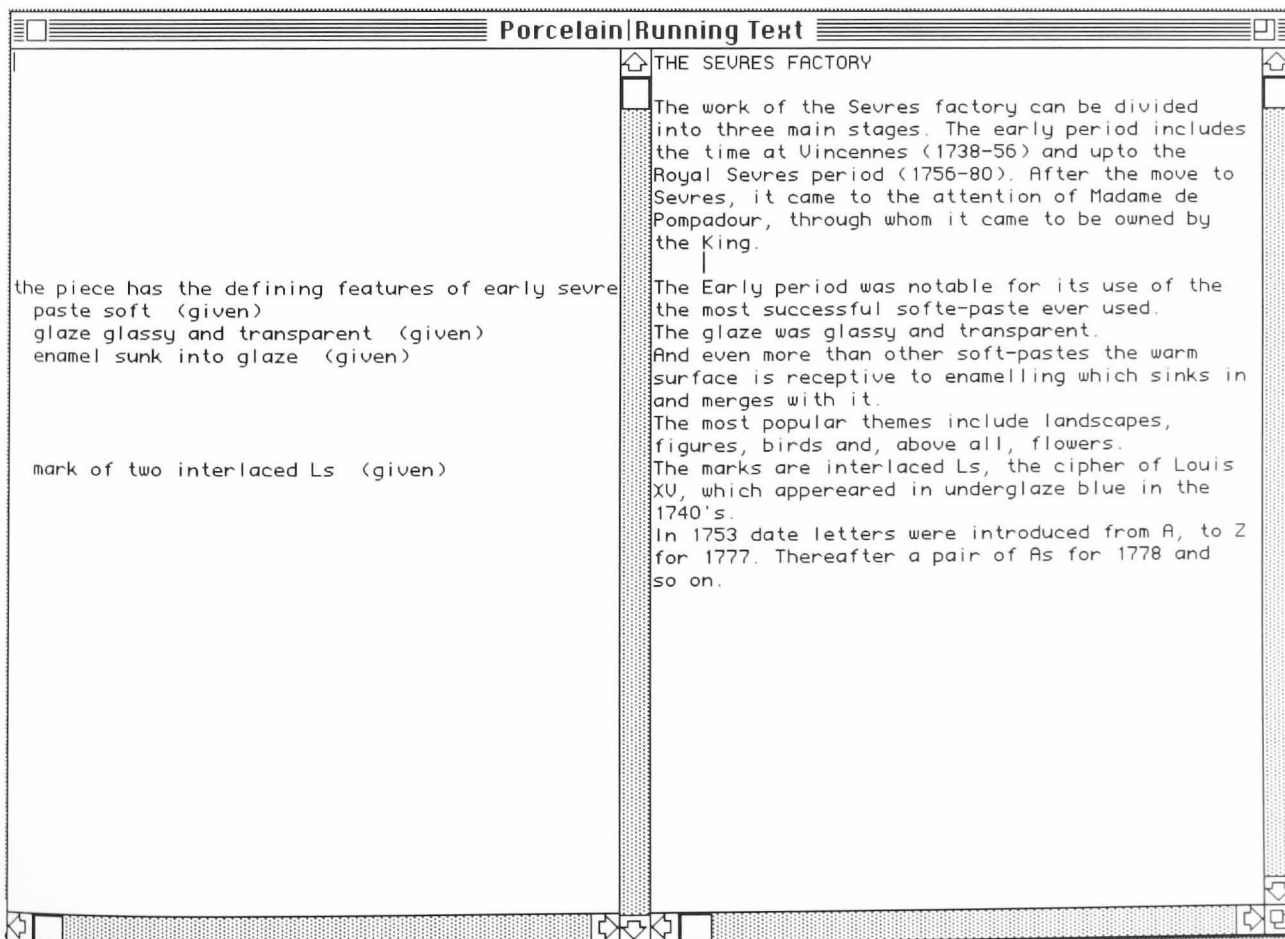 Porcelain|Running Text
the piece has the defining features of early sevre
paste soft (given)
glaze glassy and transparent (given)
enamel sunk into glaze (given)
mark of two interlaced Ls (given)
THE SEVRES FACTORY
The work of the Sevres factory can be divided
into three main stages. The early period includes
the time at Vincennes (1738-56) and upto the
Royal Sevres period (1756-80). After the move to
Sevres, it came to the attention of Madame de
Pompadour, through whom it came to be owned by
the King.
The Early period was notable for its use of the
the most successful softe-paste ever used.
The glaze was glassy and transparent.
And even more than other soft-pastes the warm
surface is receptive to enamelling which sinks in
and merges with it.
The most popular themes include landscapes,
figures, birds and, above all, flowers.
The marks are interlaced Ls, the cipher of Louis
XV, which appereared in underglaze blue in the
1740's.
In 1753 date letters were introduced from A, to Z
for 1777. Thereafter a pair of As for 1778 and
so on.